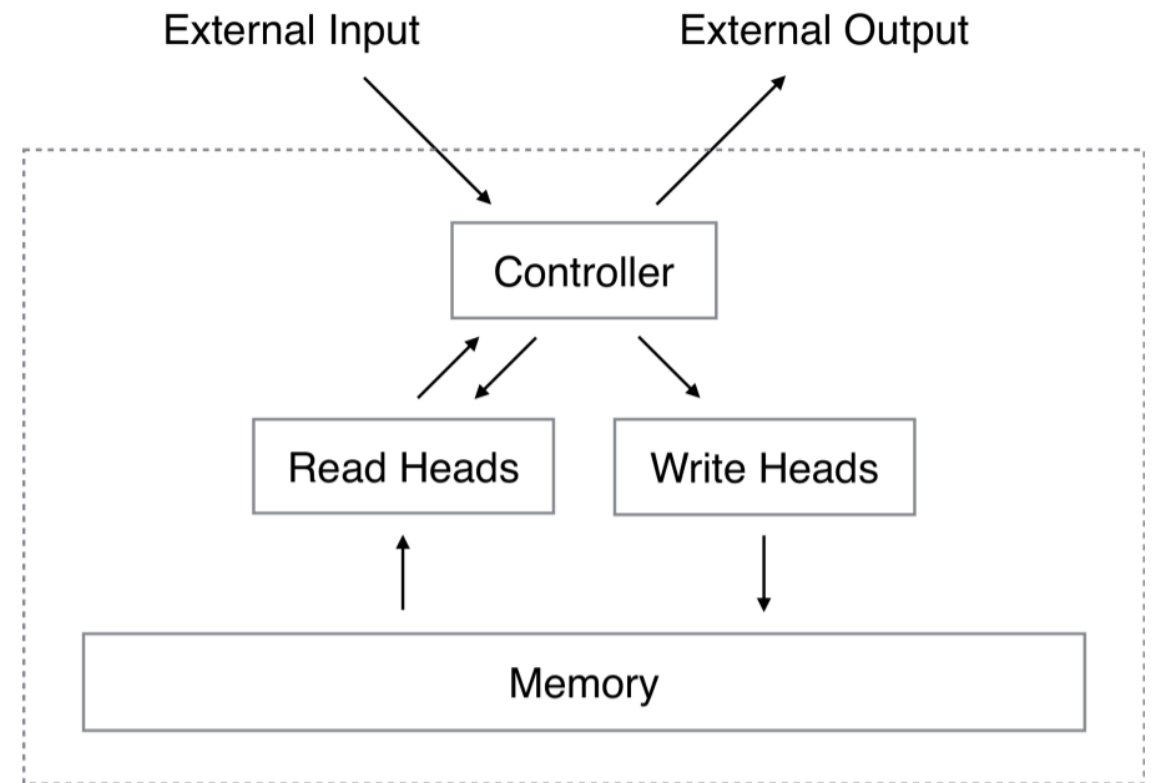 External Input
External Output
Controller
Read Heads
Write Heads
Memory